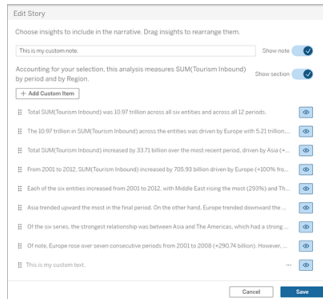 Edit Story
Choose insights to include in the narrative. Drag insights to rearrange them.
This is my custom note.
Show note
Accounting for your selection, this analysis measures SUM(Tourism Inbound)
by period and by Region.
Show section
+ Add Custom Item
Total SUM(Tourism Inbound) was 10.97 trillion across all six entities and across all 12 periods.
The 10.97 trillion in SUM(Tourism Inbound) across the entities was driven by Europe with 5.21 trillion,...
Total SUM(Tourism Inbound) increased by 33.71 billion over the most recent period, driven by Asia (+...
From 2001 to 2012, SUM(Tourism Inbound) increased by 705.93 billion driven by Europe (+100% fro...
Each of the six entities increased from 2001 to 2012, with Middle East rising the most (293%) and Th...
Asia trended upward the most in the final period. On the other hand, Europe trended downward the...
Of the six series, the strongest relationship was between Asia and The Americas, which had a strong...
Of note, Europe rose over seven consecutive periods from 2001 to 2008 (+290.74 billion). However,...
This is my custom text.
Cancel
Save